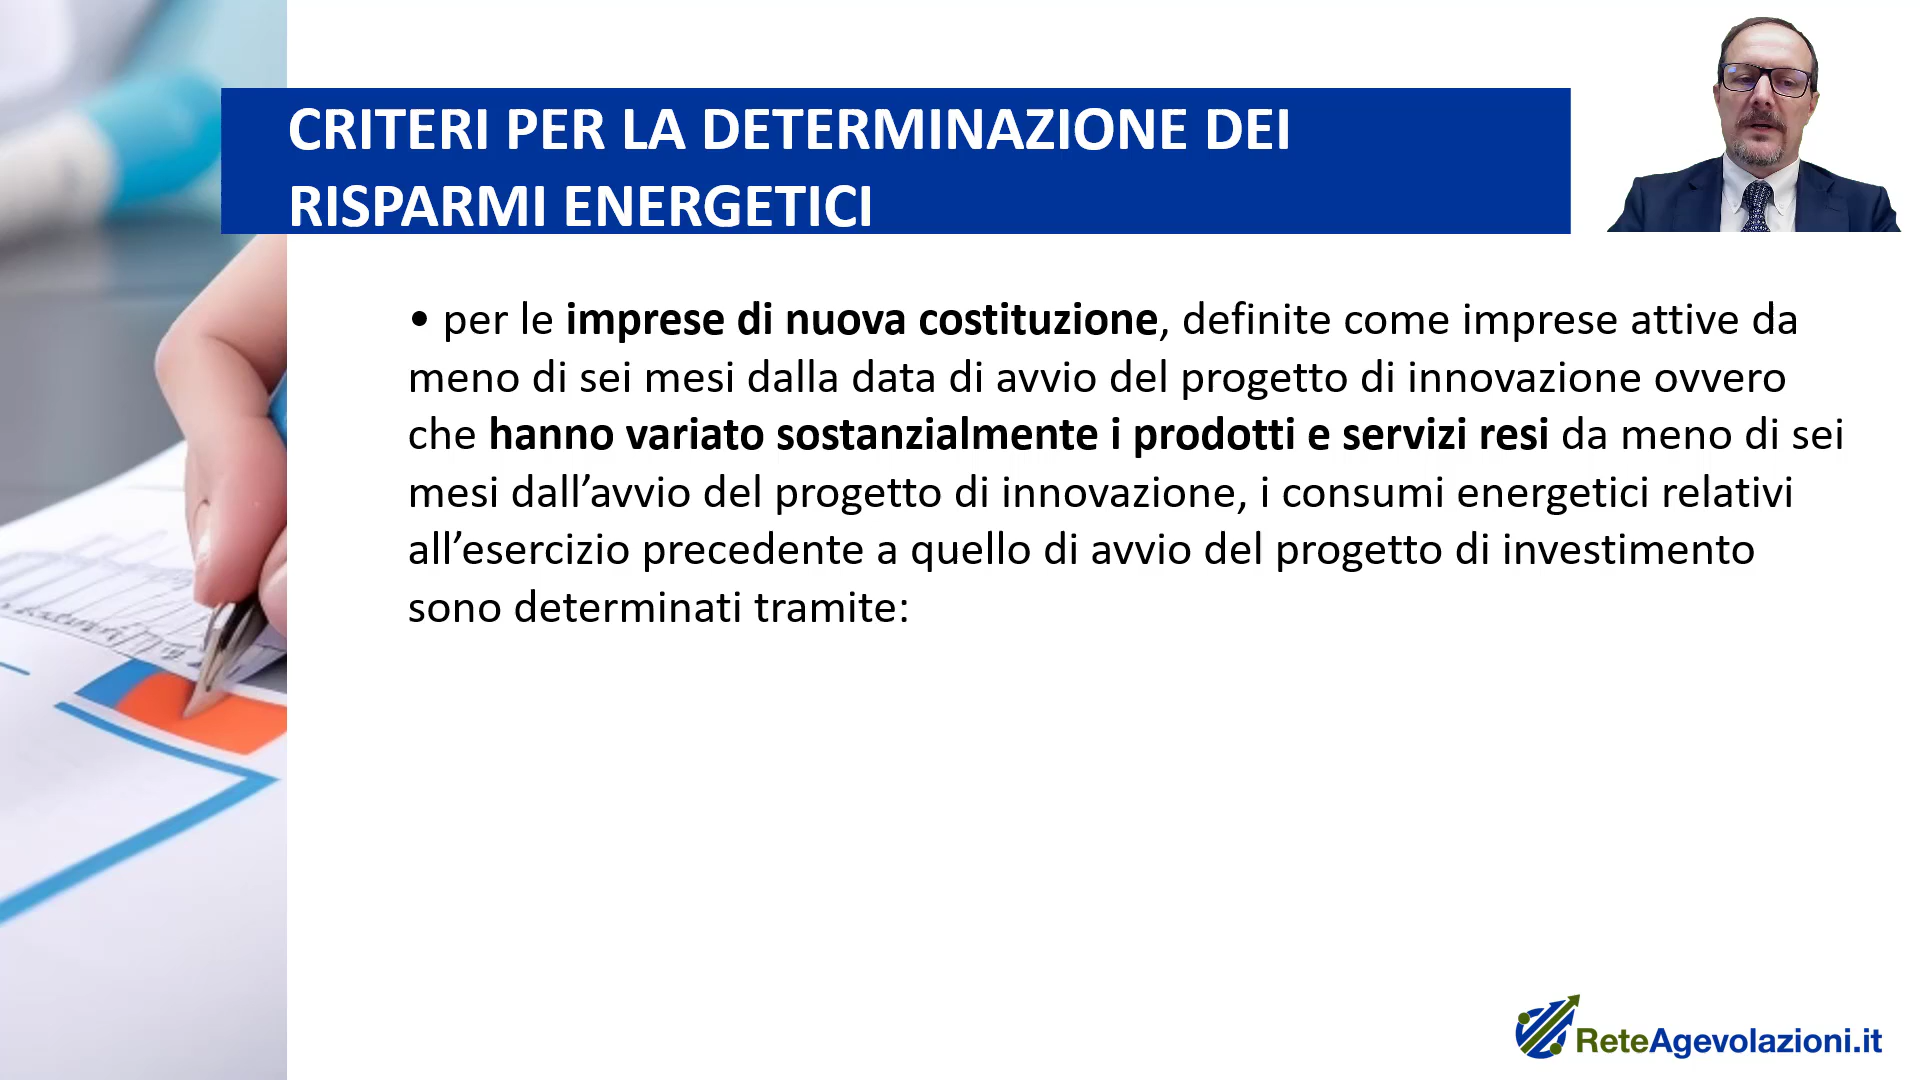 CRITERI PER LA DETERMINAZIONE DEI
RISPARMI ENERGETICI
• per le imprese di nuova costituzione, definite come imprese attive da
meno di sei mesi dalla data di avvio del progetto di innovazione ovvero
che hanno variato sostanzialmente i prodotti e servizi resi da meno di sei
mesi dall’avvio del progetto di innovazione, i consumi energetici relativi
all’esercizio precedente a quello di avvio del progetto di investimento
sono determinati tramite:
ReteAgevolazioni.it